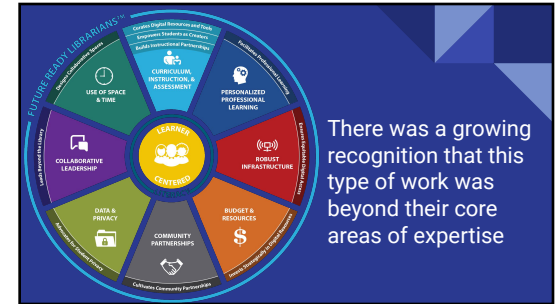 FUTURE READY LIBRARIANS™
Curates Digital Resources and Tools
Empowers Students as Creators
Builds Instructional Partnerships
CURRICULUM,
INSTRUCTION, &
ASSESSMENT
Facilitates Professional Learning
PERSONALIZED
PROFESSIONAL
LEARNING
Ensures Equitable Digital Access
ROBUST
INFRASTRUCTURE
Invests Strategically in Digital Resources
BUDGET &
RESOURCES
Cultivates Community Partnerships
COMMUNITY
PARTNERSHIPS
Advocates for Student Privacy
DATA &
PRIVACY
Leads Beyond the Library
COLLABORATIVE
LEADERSHIP
Designs Collaborative Spaces
USE OF SPACE
& TIME
LEARNER
CENTERED
There was a growing
recognition that this
type of work was
beyond their core
areas of expertise